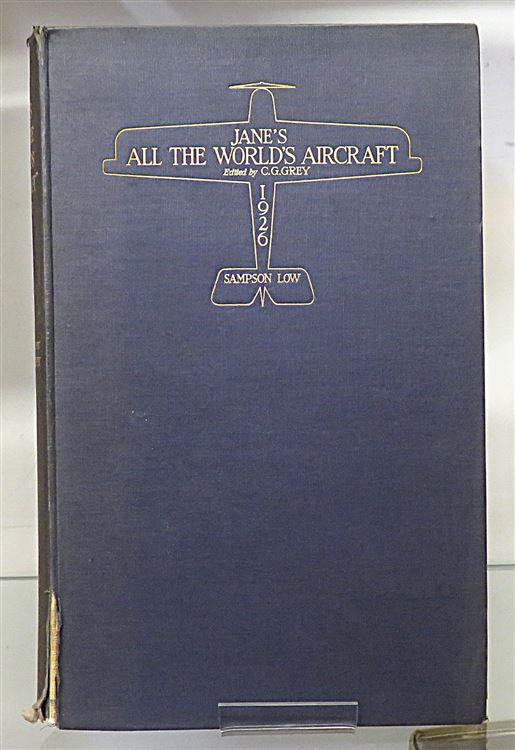 JANE'S
ALL THE WORLD'S AIRCRAFT
Edited by C.G.GREY
1926
SAMPSON LOW